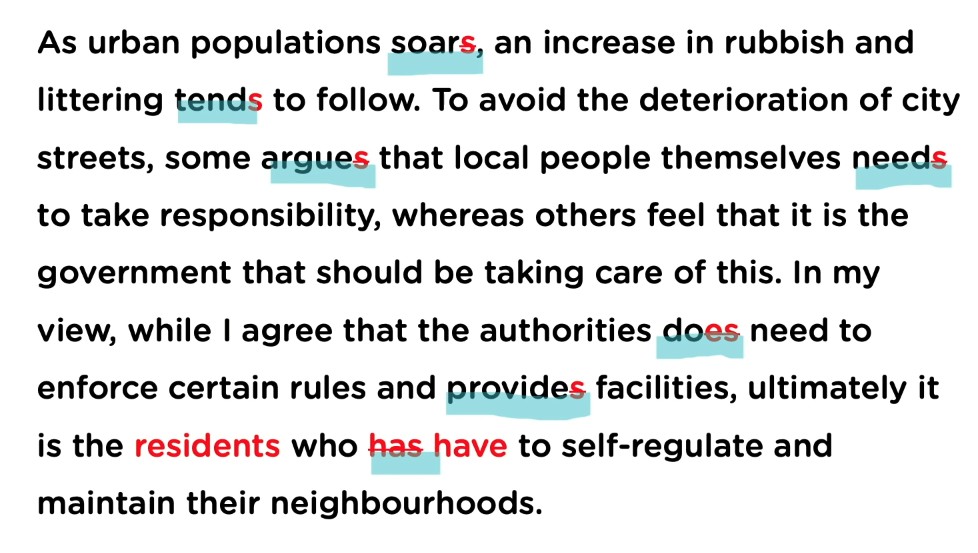 As urban populations soars, an increase in rubbish and
littering tends to follow. To avoid the deterioration of city
streets, some argues that local people themselves needs
to take responsibility, whereas others feel that it is the
government that should be taking care of this. In my
view, while I agree that the authorities does need to
enforce certain rules and provides facilities, ultimately it
is the residents who has have to self-regulate and
maintain their neighbourhoods.